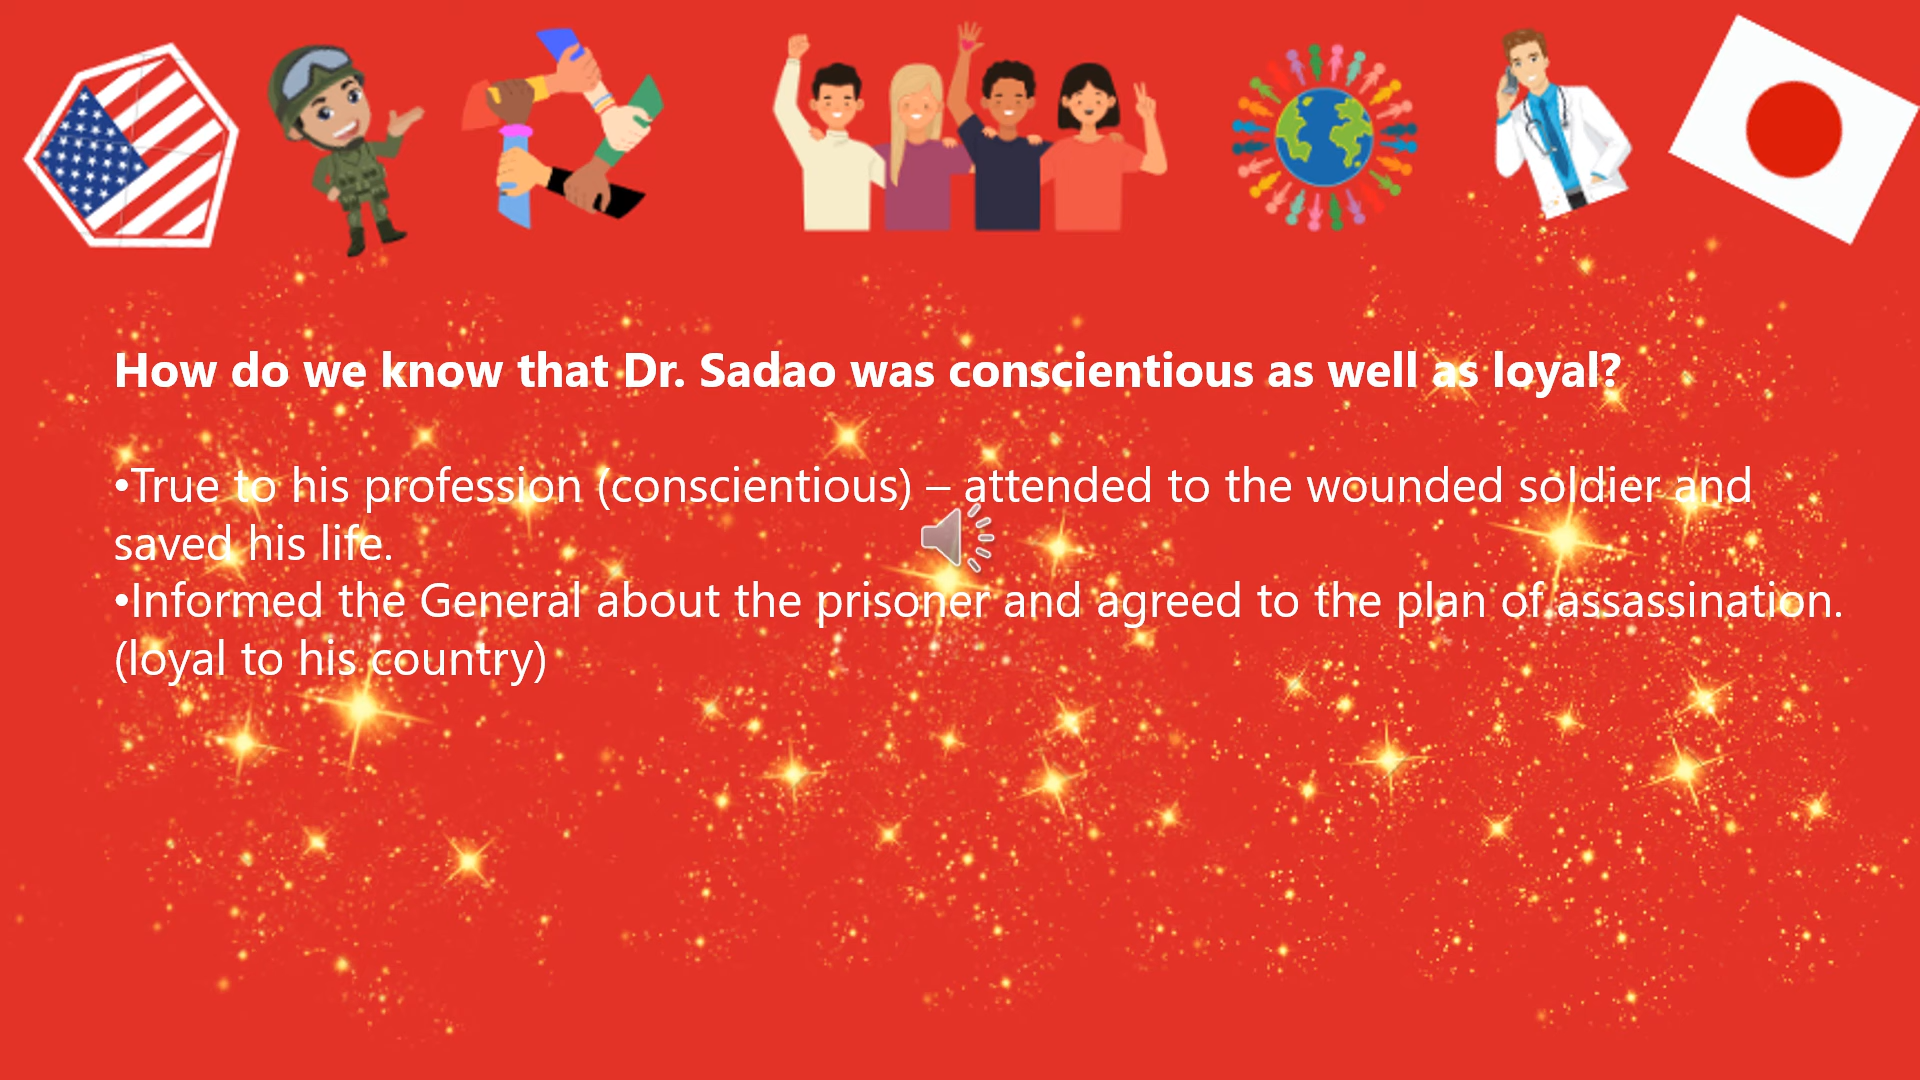 How do we know that Dr. Sadao was conscientious as well as loyal?
•True to his profession (conscientious) – attended to the wounded soldier and
saved his life.
•Informed the General about the prisoner and agreed to the plan of assassination.
(loyal to his country)